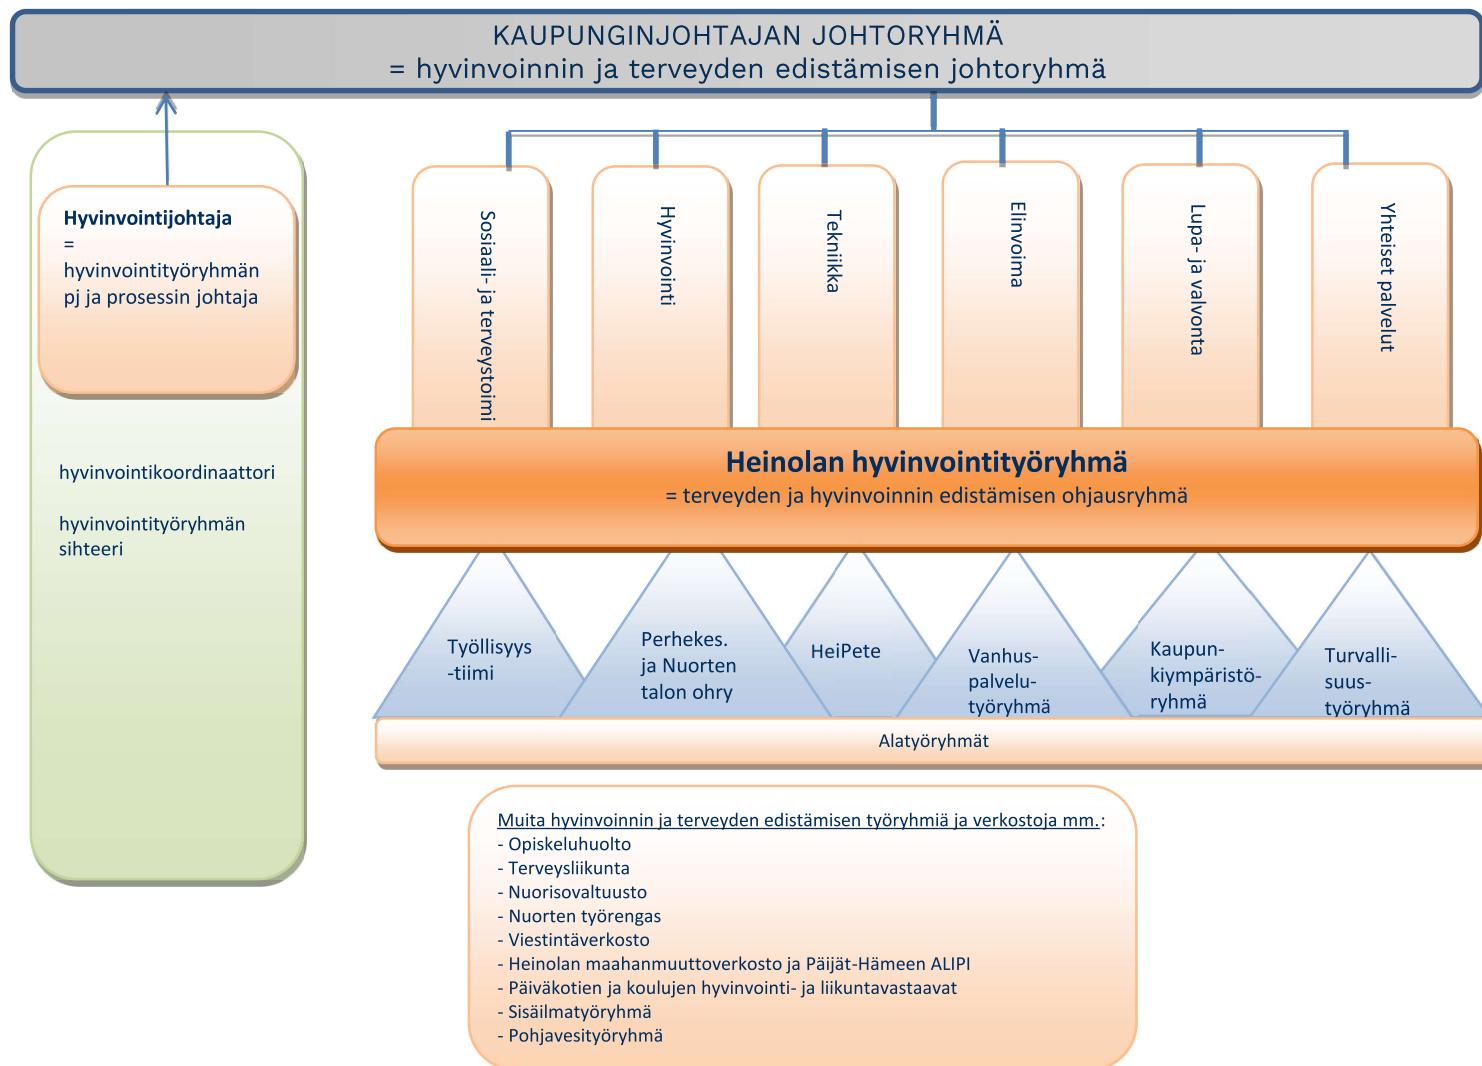 KAUPUNGINJOHTAJAN JOHTORYHMÄ
= hyvinvoinnin ja terveyden edistämisen johtoryhmä
Hyvinvointijohtaja
=
hyvinvointityöryhmän
pj ja prosessin johtaja
hyvinvointikoordinaattori
hyvinvointityöryhmän
sihteeri
Sosiaali- ja terveystoimi
Hyvinvointi
Tekniikka
Elinvoima
Lupa- ja valvonta
Yhteiset palvelut
Heinolan hyvinvointityöryhmä
= terveyden ja hyvinvoinnin edistämisen ohjausryhmä
Työllisyys
-tiimi
Perhekes.
ja Nuorten
talon ohry
HeiPete
Vanhus-
palvelu-
työryhmä
Kaupun-
kiympäristö-
ryhmä
Turvalli-
suus-
työryhmä
Alatyöryhmät
Muita hyvinvoinnin ja terveyden edistämisen työryhmiä ja verkostoja mm.:
- Opiskeluhuolto
- Terveysliikunta
- Nuorisovaltuusto
- Nuorten työrengas
- Viestintäverkosto
- Heinolan maahanmuuttoverkosto ja Päijät-Hämeen ALIPI
- Päiväkotien ja koulujen hyvinvointi- ja liikuntavastaavat
- Sisäilmatyöryhmä
- Pohjavesityöryhmä